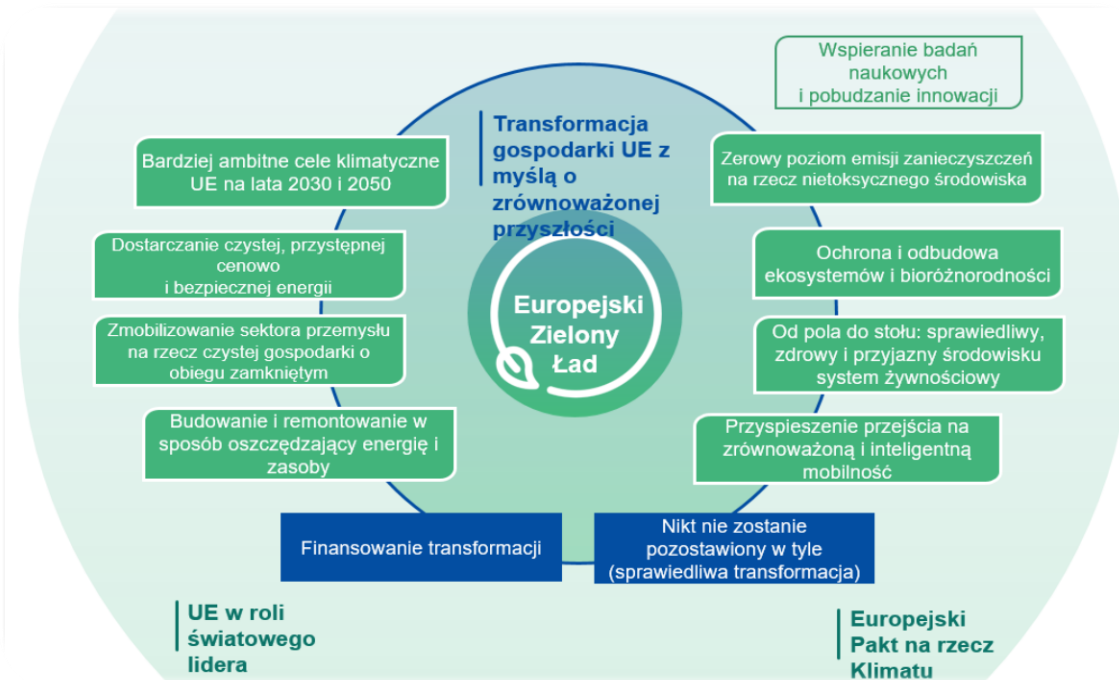 Wspieranie badań
naukowych
i pobudzanie innowacji
Transformacja
gospodarki UE z
myślą o
zrównoważonej
przyszłości
Bardziej ambitne cele klimatyczne
UE na lata 2030 i 2050
Zerowy poziom emisji zanieczyszczeń
na rzecz nietoksycznego środowiska
Dostarczanie czystej, przystępnej
cenowo
i bezpiecznej energii
Ochrona i odbudowa
ekosystemów i bioróżnorodności
Europejski
Zielony
Ład
Zmobilizowanie sektora przemysłu
na rzecz czystej gospodarki o
obiegu zamkniętym
Od pola do stołu: sprawiedliwy,
zdrowy i przyjazny środowisku
system żywnościowy
Budowanie i remontowanie w
sposób oszczędzający energię i
zasoby
Przyspieszenie przejścia na
zrównoważoną i inteligentną
mobilność
Finansowanie transformacji
Nikt nie zostanie
pozostawiony w tyle
(sprawiedliwa transformacja)
UE w roli
światowego
lidera
Europejski
Pakt na rzecz
Klimatu